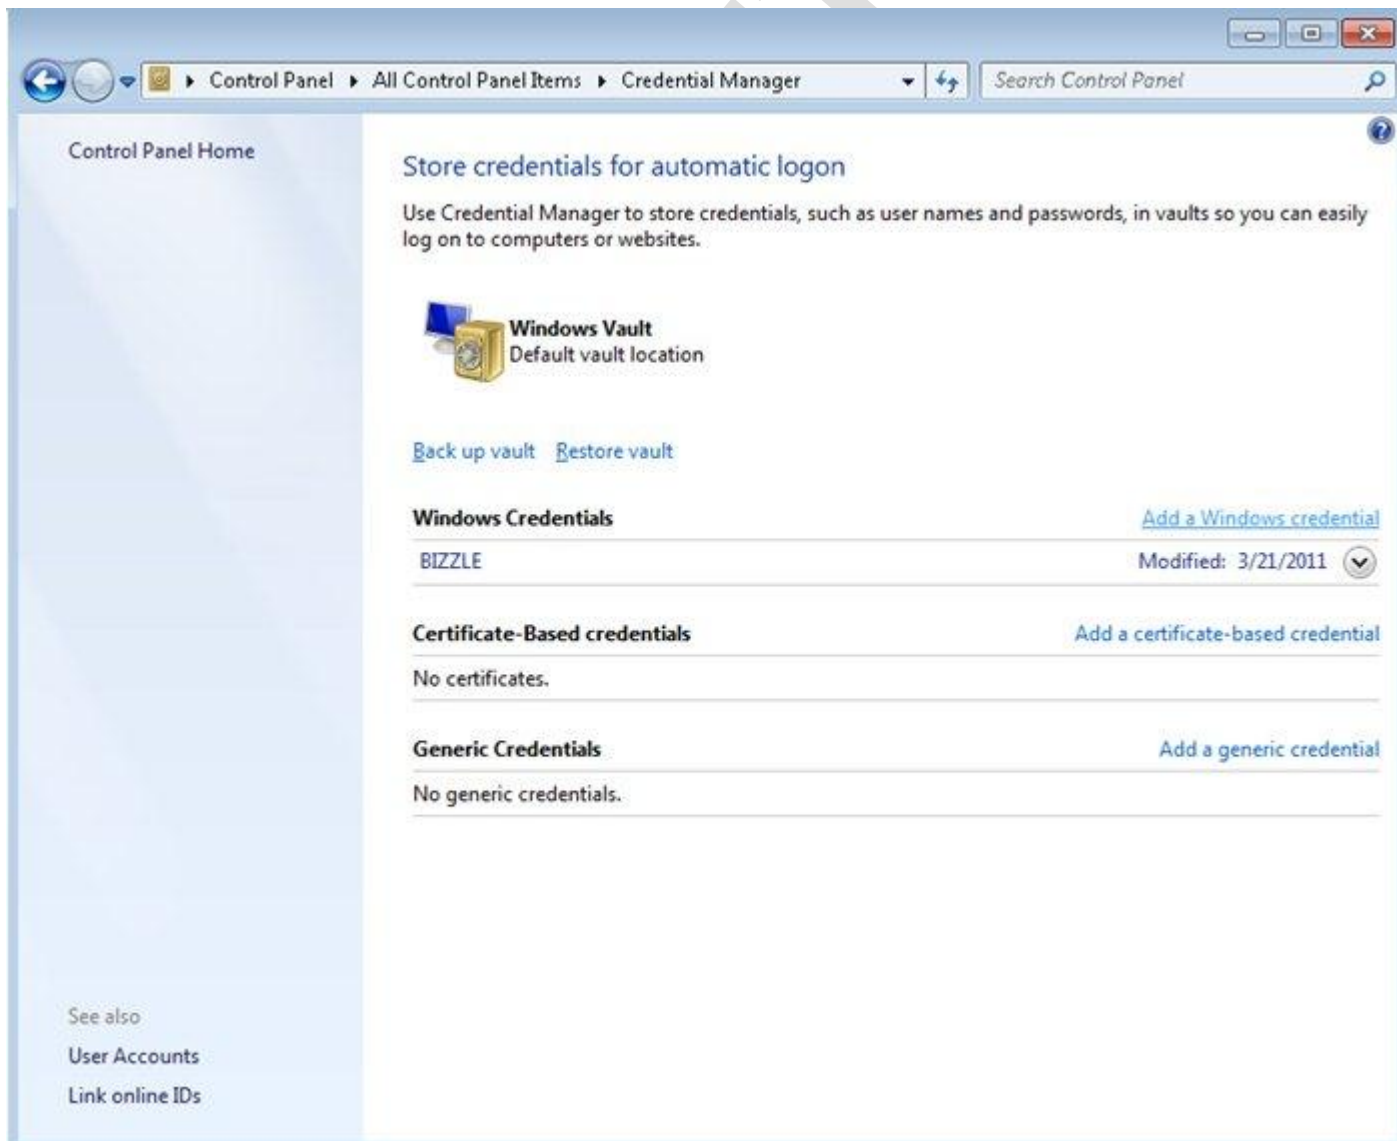 Control Panel ▸ All Control Panel Items ▸ Credential Manager
Search Control Panel
Control Panel Home
Store credentials for automatic logon
Use Credential Manager to store credentials, such as user names and passwords, in vaults so you can easily
log on to computers or websites.
Windows Vault
Default vault location
Back up vault Restore vault
Windows Credentials Add a Windows credential
BIZZLE Modified: 3/21/2011
Certificate-Based credentials Add a certificate-based credential
No certificates.
Generic Credentials Add a generic credential
No generic credentials.
See also
User Accounts
Link online IDs